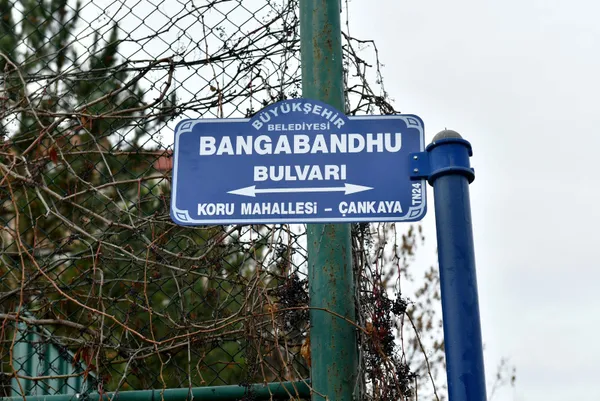 BÜYÜKŞEHİR
BELEDİYESİ
BANGABANDHU
BULVARI
KORU MAHALLESİ - ÇANKAYA
TN24